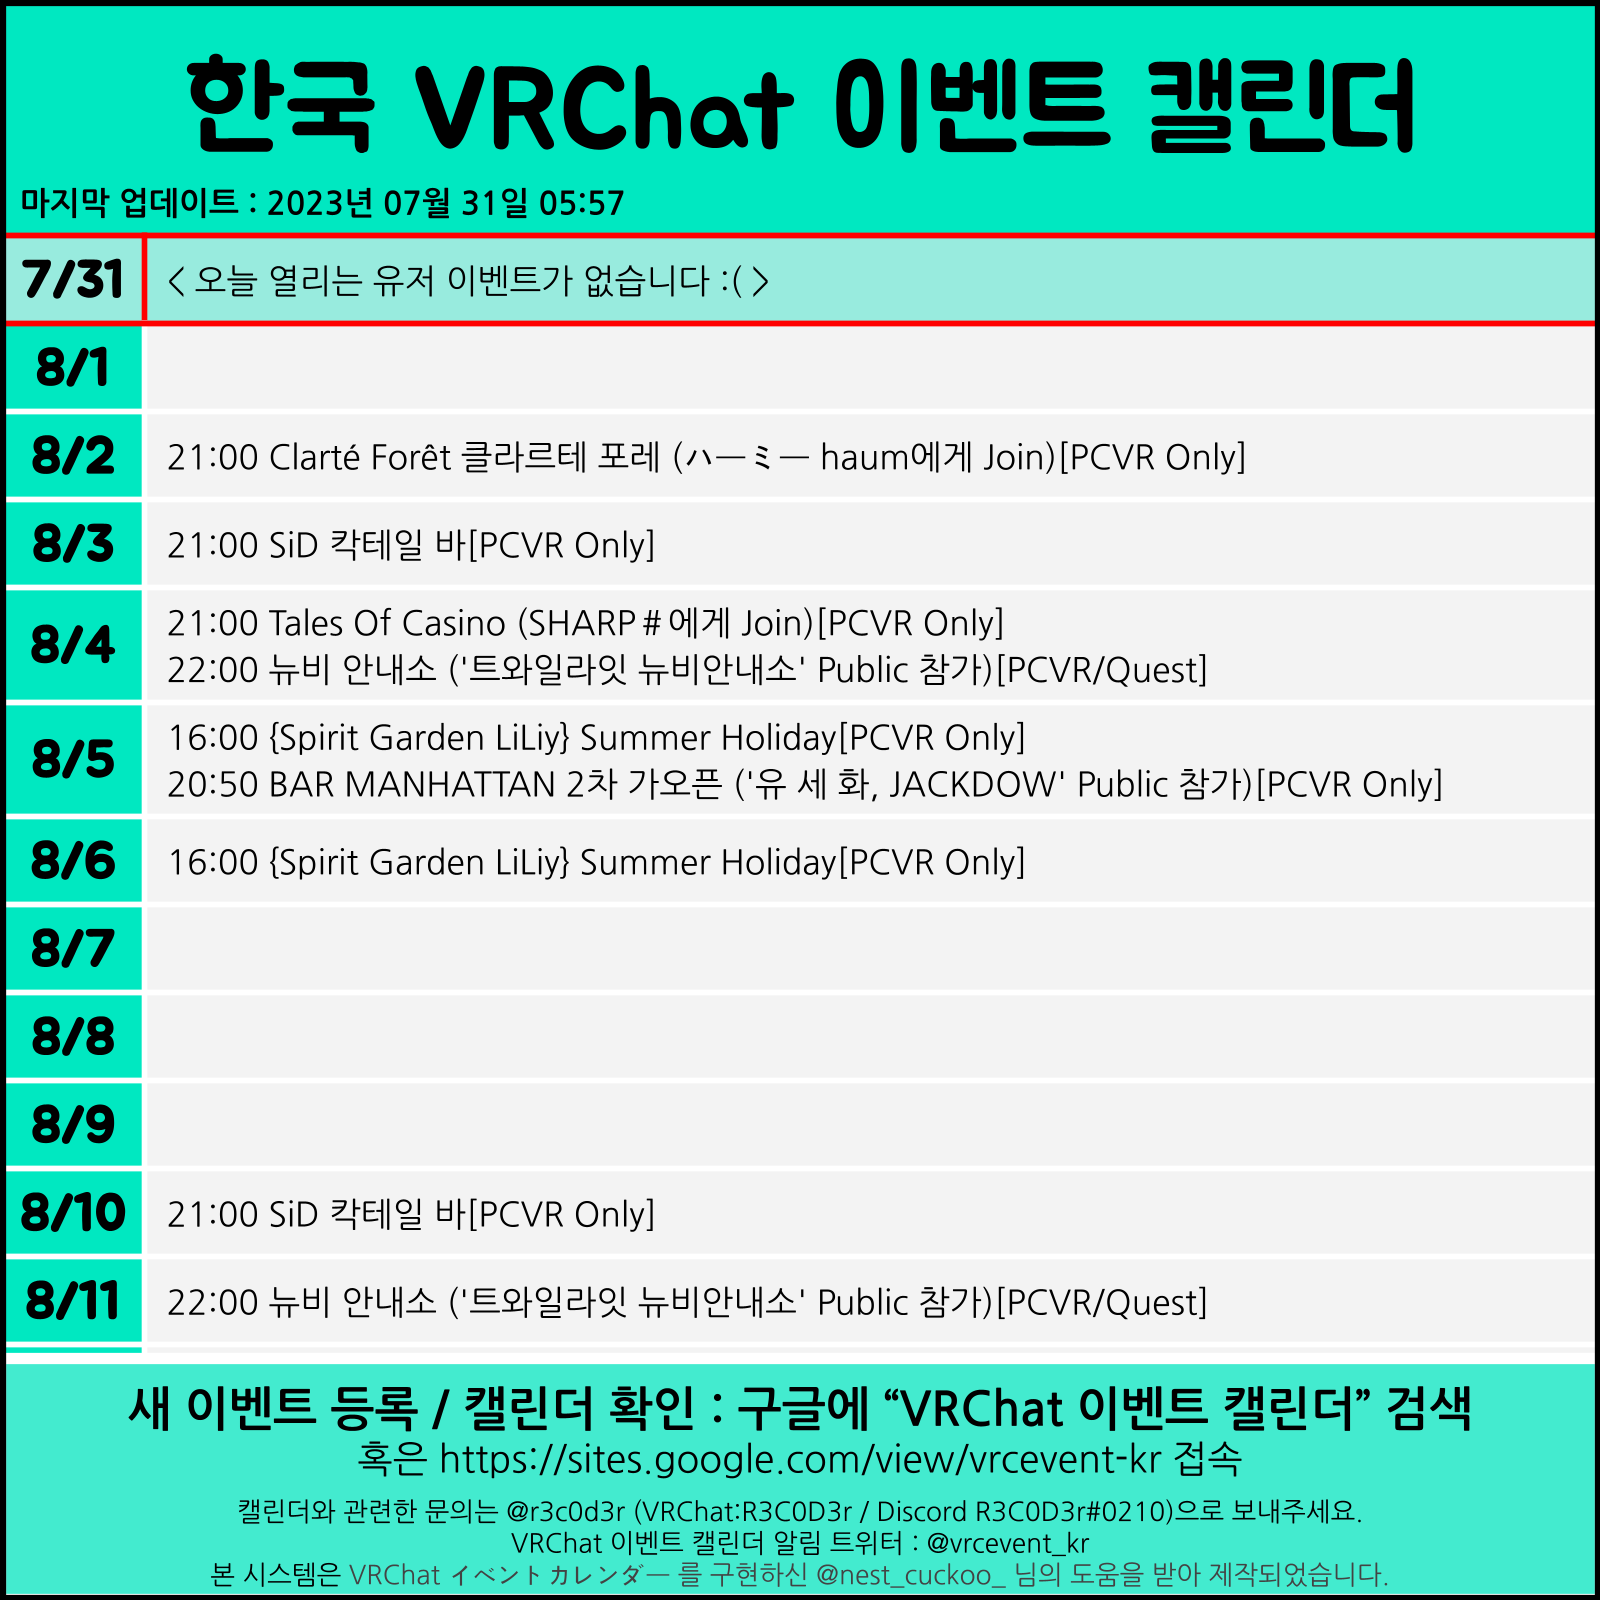 한국 VRChat 이벤트 캘린더
마지막 업데이트 : 2023년 07월 31일 05:57
7/31 < 오늘 열리는 유저 이벤트가 없습니다 :( >
8/1
8/2 21:00 Clarté Forêt 클라르테 포레 (ハーミー haum에게 Join)[PCVR Only]
8/3 21:00 SiD 칵테일 바[PCVR Only]
8/4 21:00 Tales Of Casino (SHARP＃에게 Join)[PCVR Only]
22:00 뉴비 안내소 ('트와일라잇 뉴비안내소' Public 참가)[PCVR/Quest]
8/5 16:00 {Spirit Garden LiLiy} Summer Holiday[PCVR Only]
20:50 BAR MANHATTAN 2차 가오픈 ('유 세 화, JACKDOW' Public 참가)[PCVR Only]
8/6 16:00 {Spirit Garden LiLiy} Summer Holiday[PCVR Only]
8/7
8/8
8/9
8/10 21:00 SiD 칵테일 바[PCVR Only]
8/11 22:00 뉴비 안내소 ('트와일라잇 뉴비안내소' Public 참가)[PCVR/Quest]
새 이벤트 등록 / 캘린더 확인 : 구글에 “VRChat 이벤트 캘린더” 검색
혹은 https://sites.google.com/view/vrcevent-kr 접속
캘린더와 관련한 문의는 @r3c0d3r (VRChat:R3C0D3r / Discord R3C0D3r#0210)으로 보내주세요.
VRChat 이벤트 캘린더 알림 트위터 : @vrcevent_kr
본 시스템은 VRChat イベントカレンダー 를 구현하신 @nest_cuckoo_ 님의 도움을 받아 제작되었습니다.